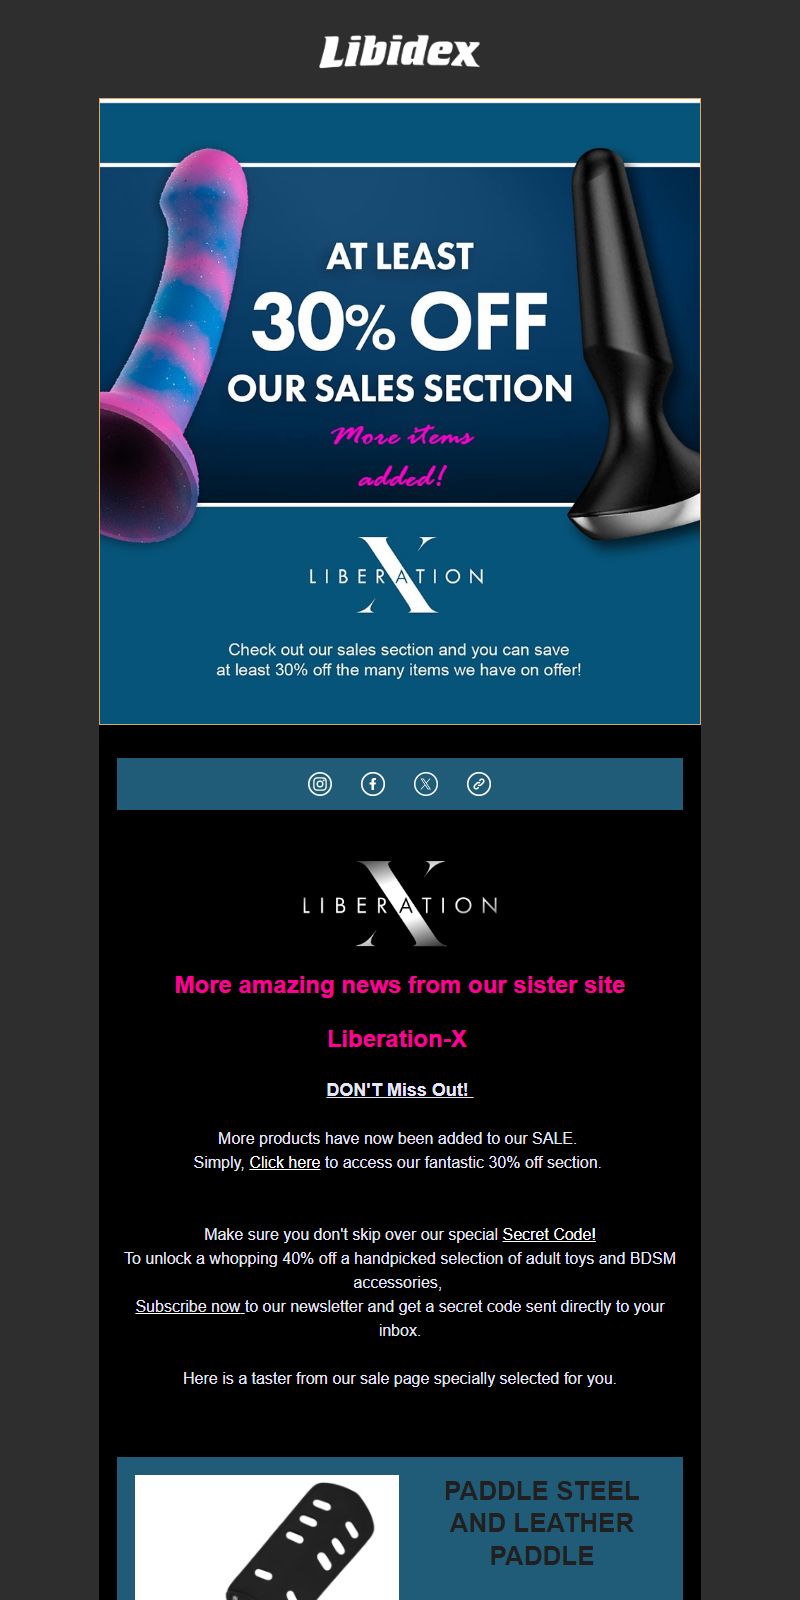 Libidex
AT LEAST
30% OFF
OUR SALES SECTION
More items
added!
LIBERATION
X
Check out our sales section and you can save
at least 30% off the many items we have on offer!
LIBERATION
X
More amazing news from our sister site
Liberation-X
DON'T Miss Out!
More products have now been added to our SALE.
Simply, Click here to access our fantastic 30% off section.
Make sure you don't skip over our special Secret Code!
To unlock a whopping 40% off a handpicked selection of adult toys and BDSM
accessories,
Subscribe now to our newsletter and get a secret code sent directly to your
inbox.
Here is a taster from our sale page specially selected for you.
PADDLE STEEL
AND LEATHER
PADDLE